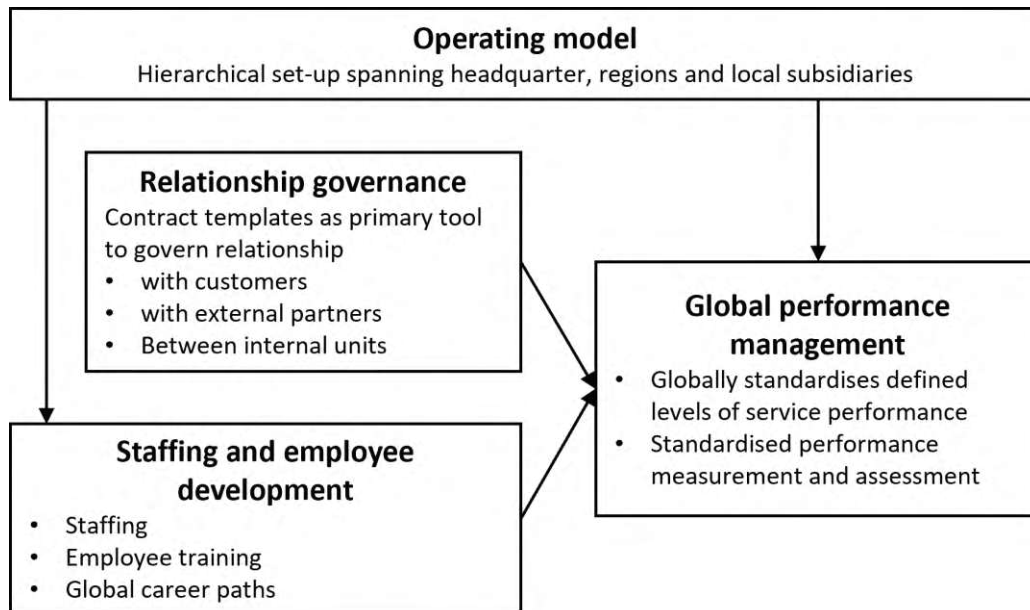 Operating model
Hierarchical set-up spanning headquarter, regions and local subsidiaries
Relationship governance
Contract templates as primary tool
to govern relationship
• with customers
• with external partners
• Between internal units
Global performance
management
• Globally standardises defined
levels of service performance
• Standardised performance
measurement and assessment
Staffing and employee
development
• Staffing
• Employee training
• Global career paths